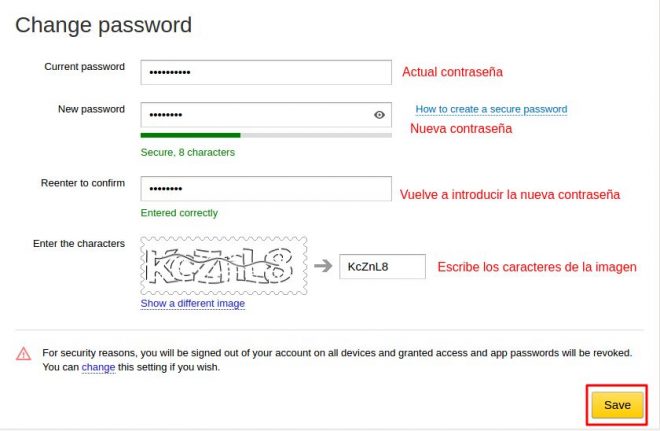 Change password
Current password
••••••••••
Actual contraseña
New password
••••••••
How to create a secure password
Nueva contraseña
Secure, 8 characters
Reenter to confirm
••••••••
Vuelve a introducir la nueva contraseña
Entered correctly
Enter the characters
KcZnL8
KcZnL8
Escribe los caracteres de la imagen
Show a different image
For security reasons, you will be signed out of your account on all devices and granted access and app passwords will be revoked.
You can change this setting if you wish.
Save